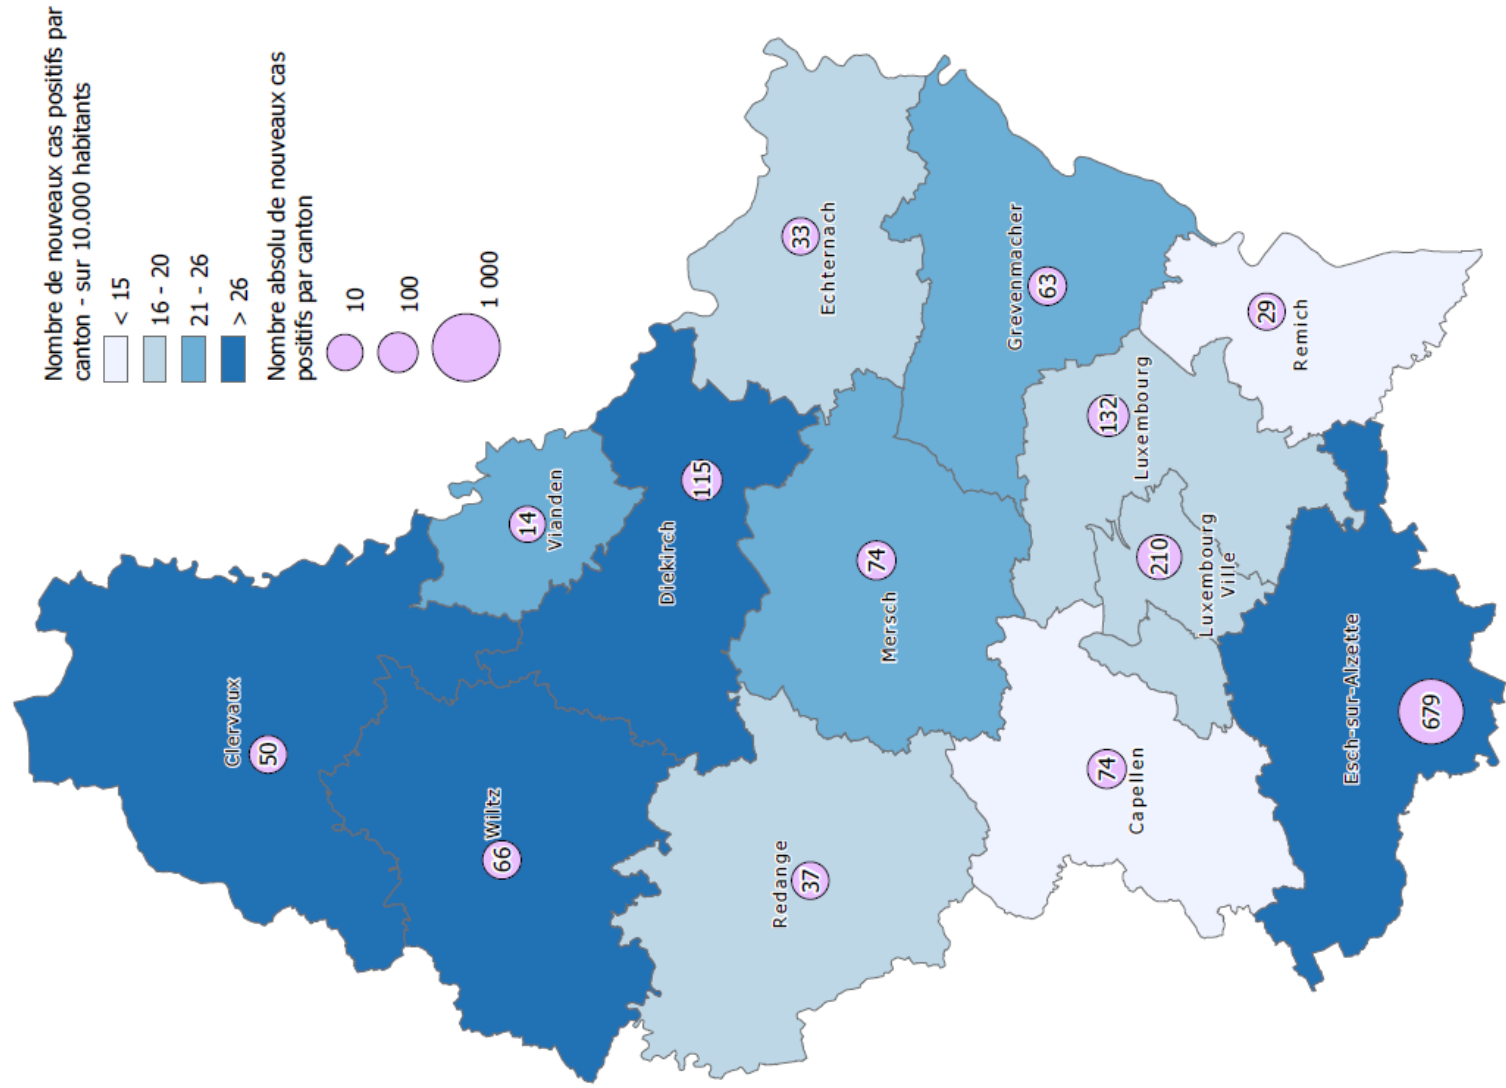 Nombre de nouveaux cas positifs par
canton - sur 10.000 habitants
< 15
16 - 20
21 - 26
> 26
Nombre absolu de nouveaux cas
positifs par canton
10
100
1 000
Clervaux
50
Wiltz
66
Vianden
14
Diekirch
115
Redange
37
Mersch
74
Echternach
33
Grevenmacher
63
Capellen
74
Luxembourg
Ville
210
Luxembourg
132
Remich
29
Esch-sur-Alzette
679